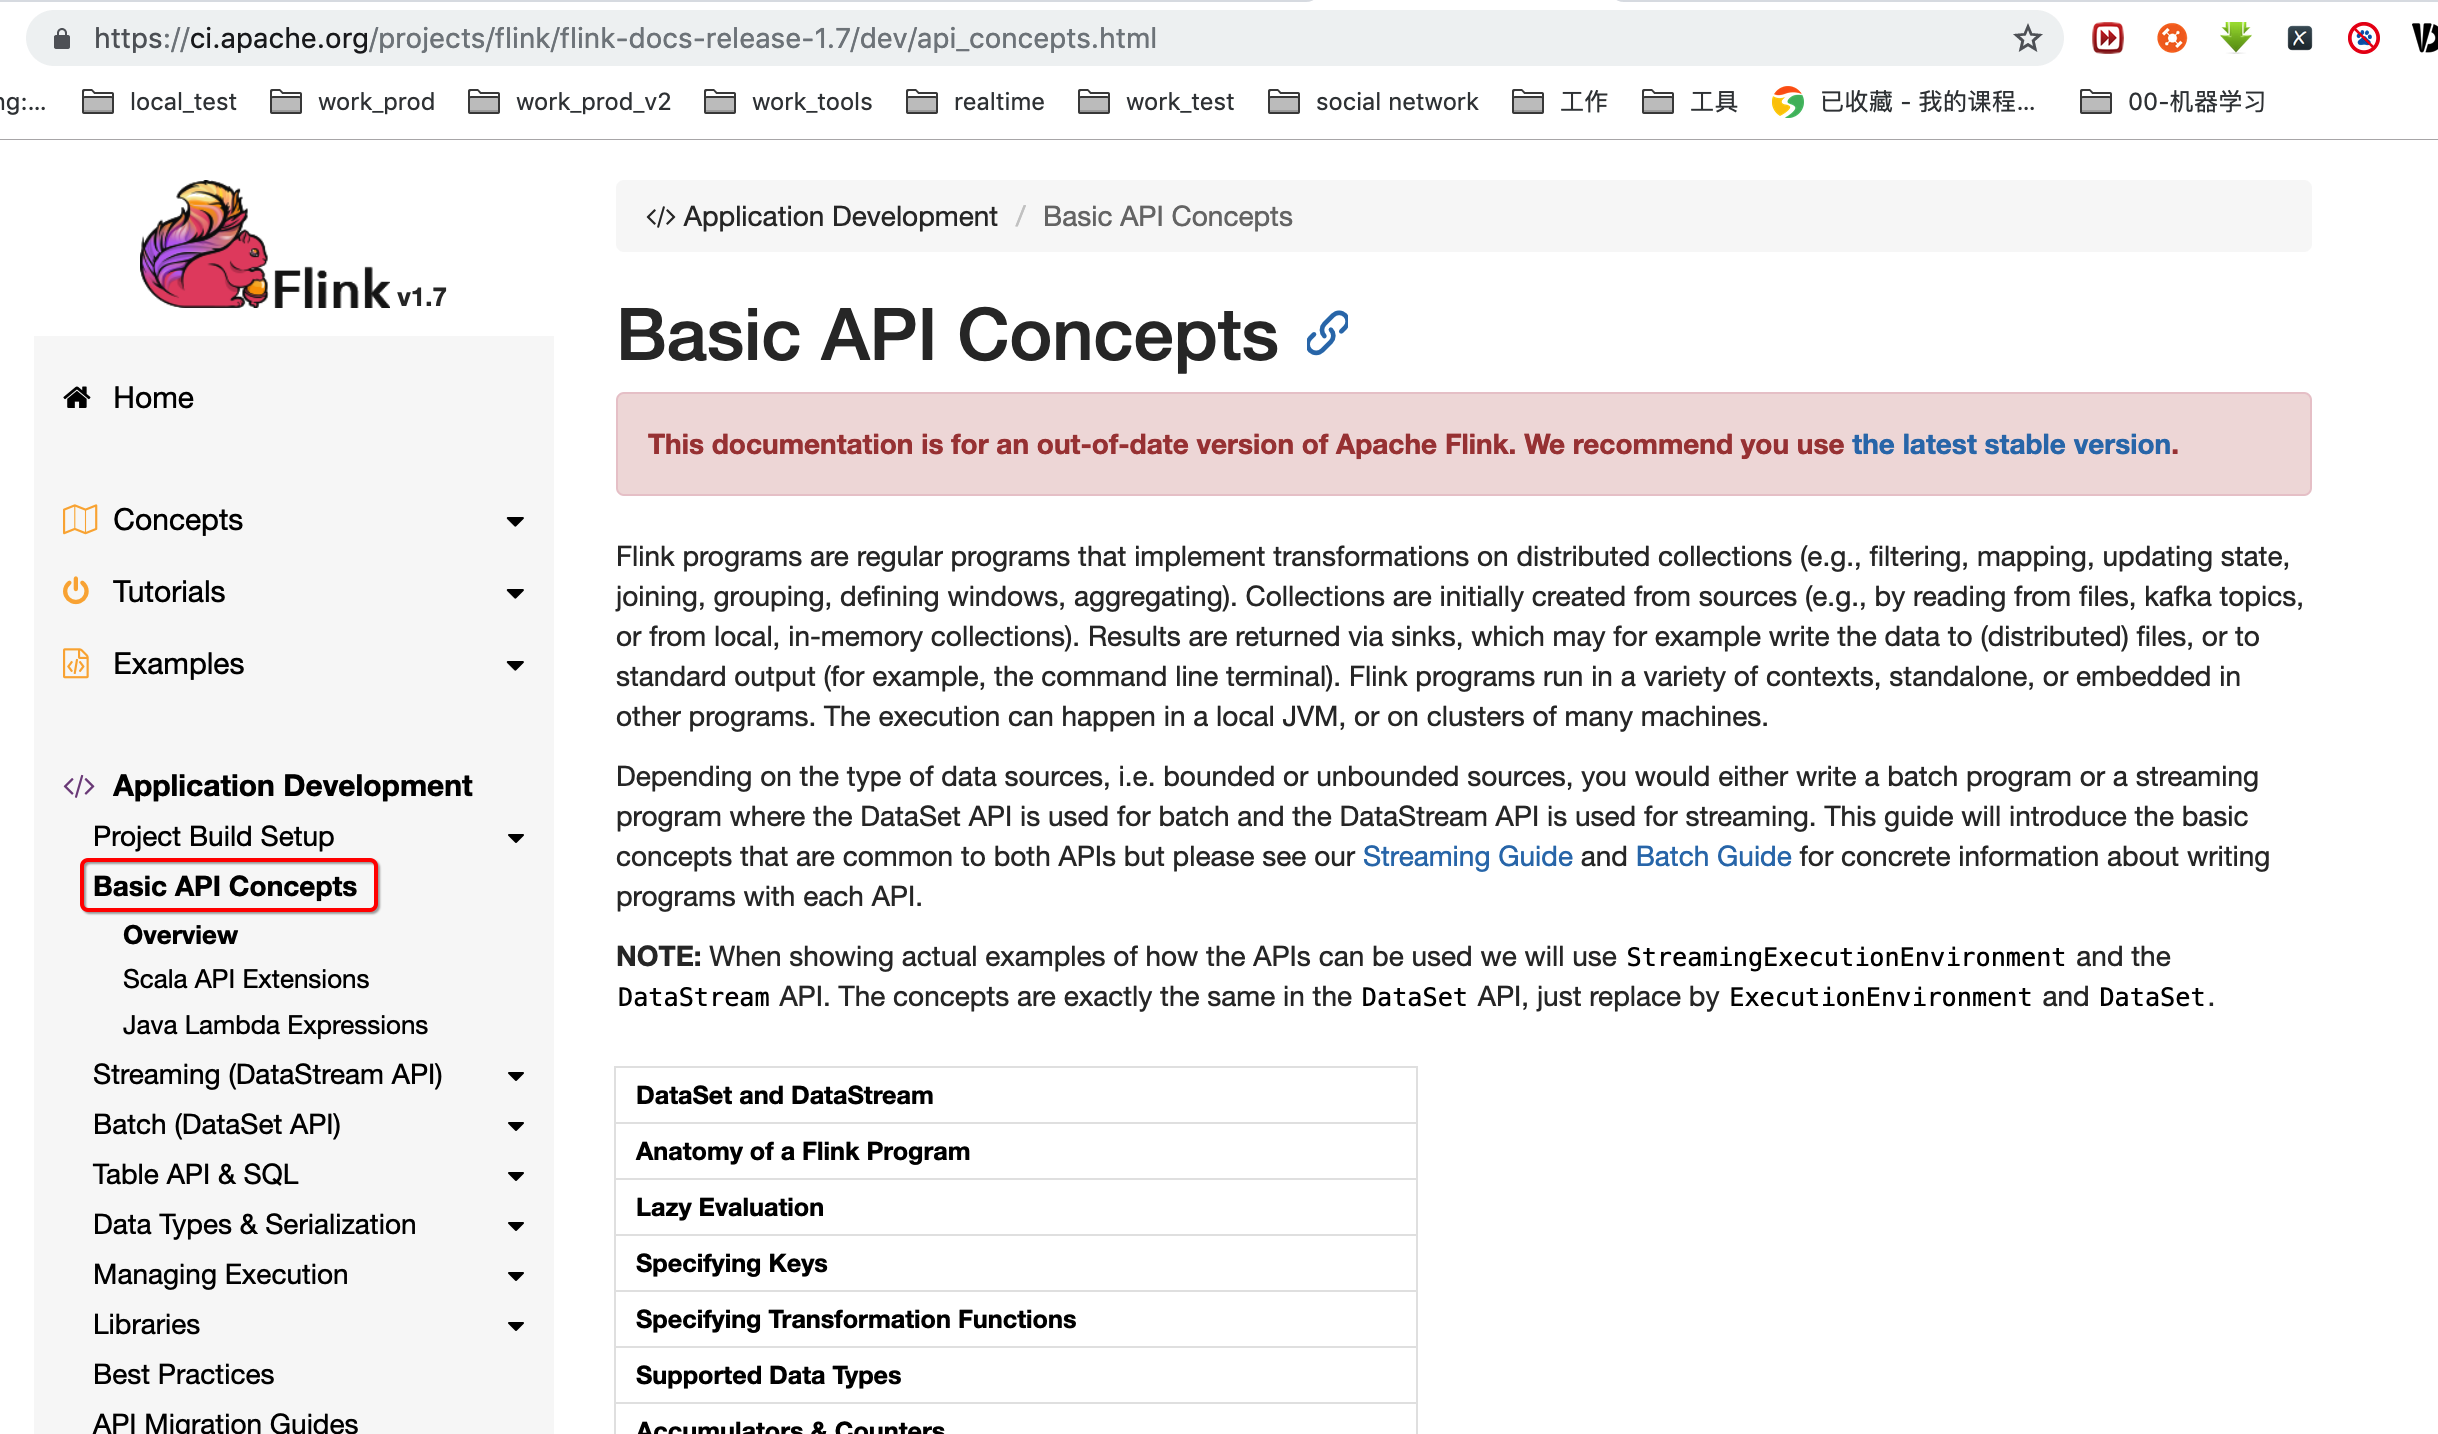 https://ci.apache.org/projects/flink/flink-docs-release-1.7/dev/api_concepts.html
local_test work_prod work_prod_v2 work_tools realtime work_test social network 工作 工具 已收藏 - 我的课程... 00-机器学习
Flink v1.7
Home
Concepts
Tutorials
Examples
Application Development
Project Build Setup
Basic API Concepts
Overview
Scala API Extensions
Java Lambda Expressions
Streaming (DataStream API)
Batch (DataSet API)
Table API & SQL
Data Types & Serialization
Managing Execution
Libraries
Best Practices
API Migration Guides
</> Application Development / Basic API Concepts
Basic API Concepts
This documentation is for an out-of-date version of Apache Flink. We recommend you use the latest stable version.
Flink programs are regular programs that implement transformations on distributed collections (e.g., filtering, mapping, updating state,
joining, grouping, defining windows, aggregating). Collections are initially created from sources (e.g., by reading from files, kafka topics,
or from local, in-memory collections). Results are returned via sinks, which may for example write the data to (distributed) files, or to
standard output (for example, the command line terminal). Flink programs run in a variety of contexts, standalone, or embedded in
other programs. The execution can happen in a local JVM, or on clusters of many machines.
Depending on the type of data sources, i.e. bounded or unbounded sources, you would either write a batch program or a streaming
program where the DataSet API is used for batch and the DataStream API is used for streaming. This guide will introduce the basic
concepts that are common to both APIs but please see our Streaming Guide and Batch Guide for concrete information about writing
programs with each API.
NOTE: When showing actual examples of how the APIs can be used we will use StreamingExecutionEnvironment and the
DataStream API. The concepts are exactly the same in the DataSet API, just replace by ExecutionEnvironment and DataSet.
DataSet and DataStream
Anatomy of a Flink Program
Lazy Evaluation
Specifying Keys
Specifying Transformation Functions
Supported Data Types
Accumulators & Counters